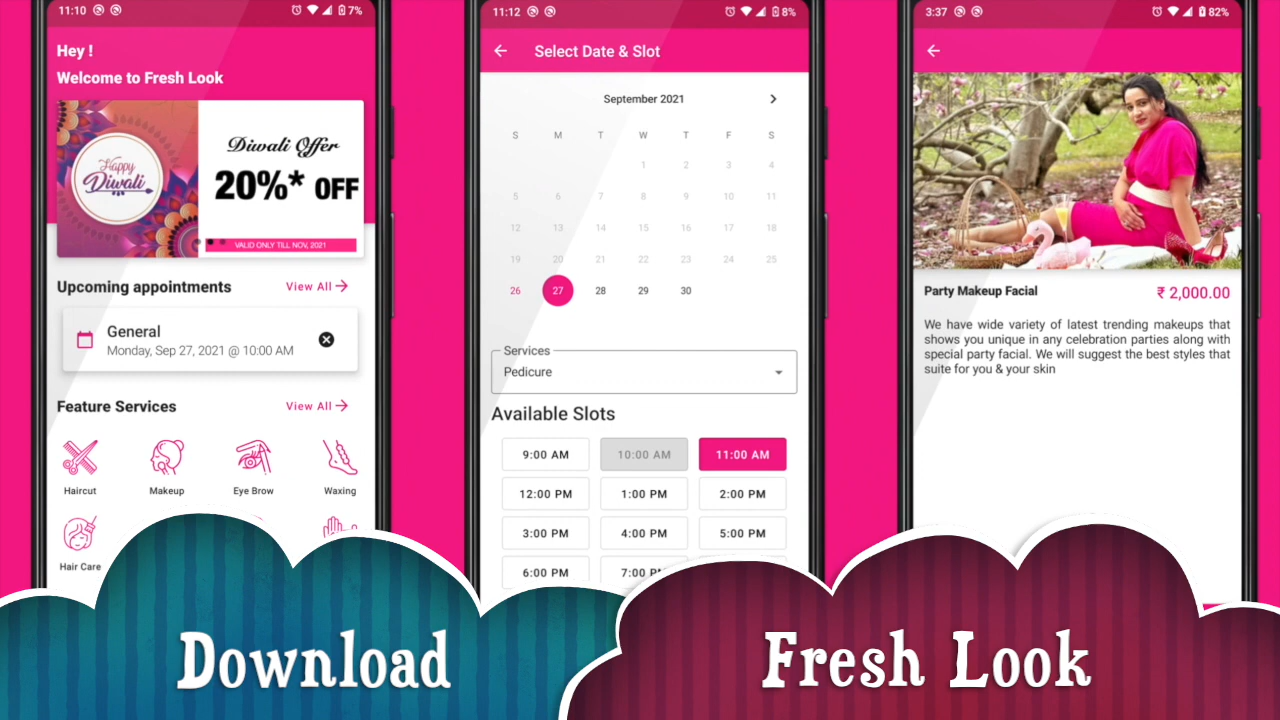 11:10
7%
Hey !
Welcome to Fresh Look
Happy
Diwali
Diwali Offer
20%* OFF
VALID ONLY TILL NOV, 2021
Upcoming appointments
View All
General
Monday, Sep 27, 2021 @ 10:00 AM
Feature Services
View All
Haircut
Makeup
Eye Brow
Waxing
Hair Care
11:12
8%
Select Date & Slot
September 2021
S M T W T F S
1 2 3 4
5 6 7 8 9 10 11
12 13 14 15 16 17 18
19 20 21 22 23 24 25
26 27 28 29 30
Services
Pedicure
Available Slots
9:00 AM 10:00 AM 11:00 AM
12:00 PM 1:00 PM 2:00 PM
3:00 PM 4:00 PM 5:00 PM
6:00 PM 7:00
3:37
82%
Party Makeup Facial
₹ 2,000.00
We have wide variety of latest trending makeups that
shows you unique in any celebration parties along with
special party facial. We will suggest the best styles that
suite for you & your skin
Download
Fresh Look